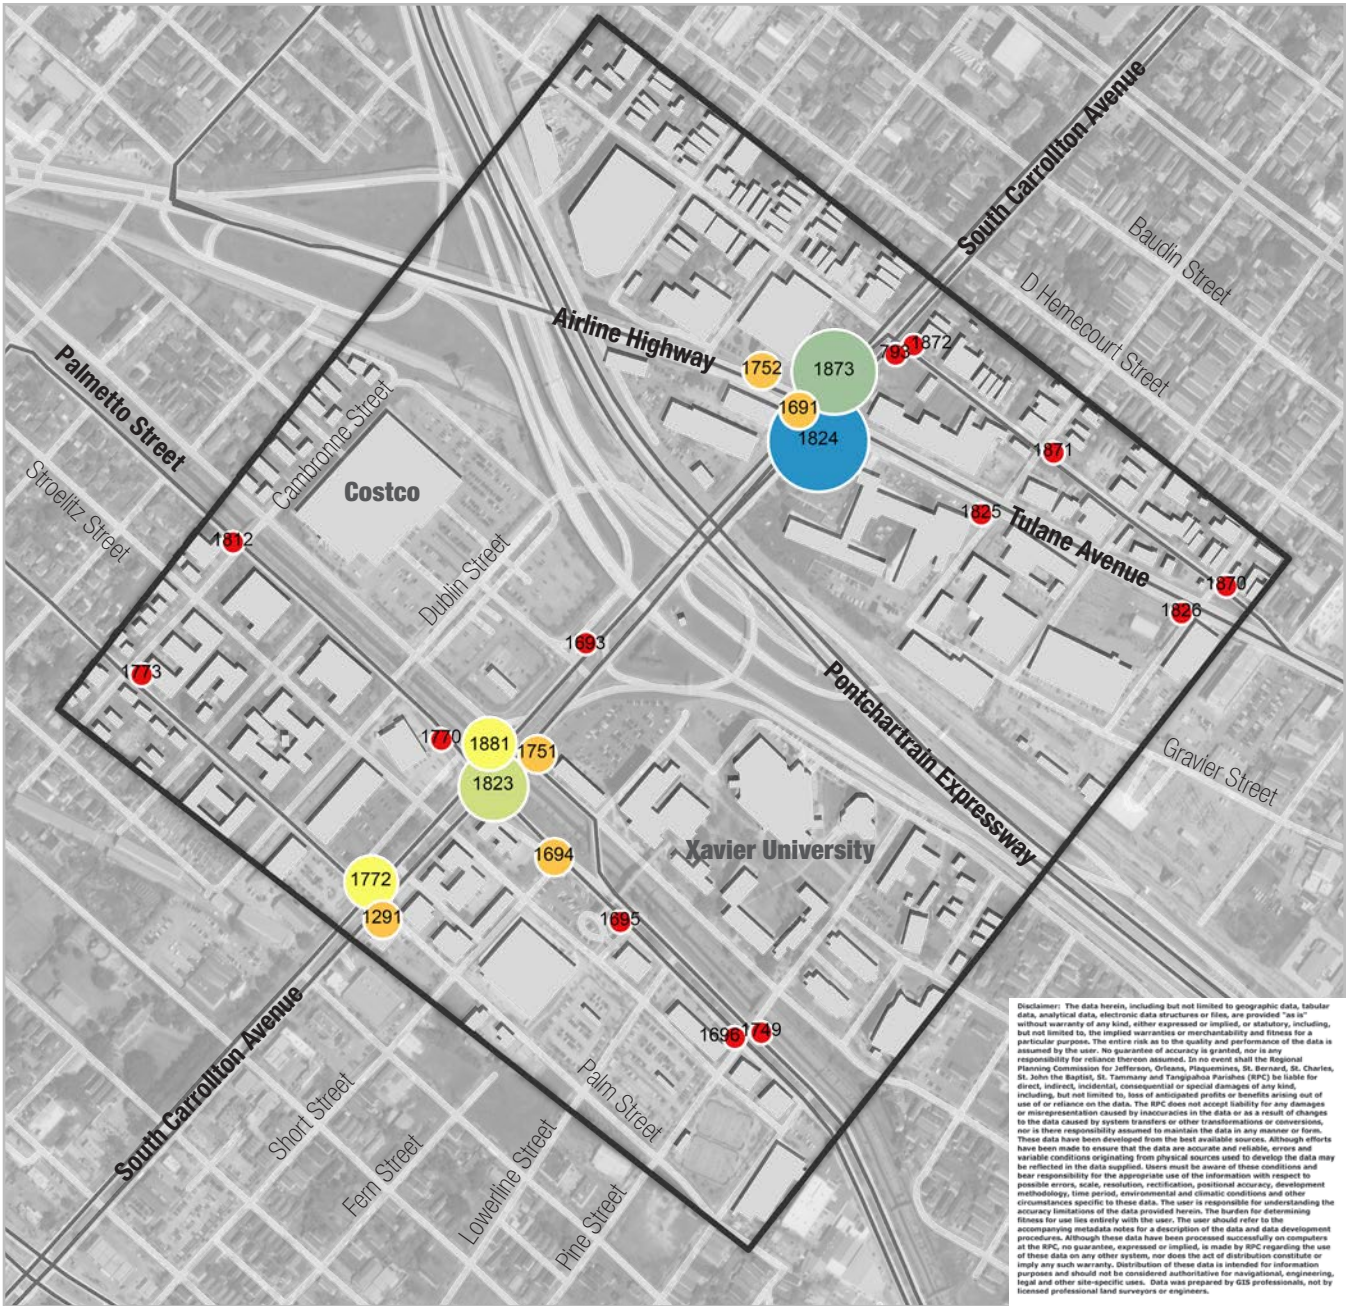 South Carrollton Avenue
Baudin Street
D Hemecourt Street
Airline Highway
1752
1873
793
1872
1691
1824
1871
Palmetto Street
Stroelitz Street
Cambronne Street
Costco
1825
Tulane Avenue
1812
Dublin Street
1870
1826
1693
1773
Pontchartrain Expressway
1770
1881
1751
1823
Gravier Street
Xavier University
1694
1772
1291
1695
1696
1749
South Carrollton Avenue
Short Street
Fern Street
Lowerline Street
Pine Street
Palm Street
Disclaimer: The data herein, including but not limited to geographic data, tabular
data, analytical data, electronic data structures or files, are provided "as is"
without warranty of any kind, either expressed or implied, or statutory, including,
but not limited to, the implied warranties or merchantability and fitness for a
particular purpose. The entire risk as to the quality and performance of the data is
assumed by the user. No guarantee of accuracy is granted, nor is any
responsibility for reliance thereon assumed. In no event shall the Regional
Planning Commission for Jefferson, Orleans, Plaquemines, St. Bernard, St. Charles,
St. John the Baptist, St. Tammany and Tangipahoa Parishes (RPC) be liable for
direct, indirect, incidental, consequential or special damages of any kind,
including, but not limited to, loss of anticipated profits or benefits arising out of
use of or reliance on the data. The RPC does not accept liability for any damages
or misrepresentation caused by inaccuracies in the data or as a result of changes
to the data caused by system transfers or other transformations or conversions,
nor is there responsibility assumed to maintain the data in any manner or form.
These data have been developed from the best available sources. Although efforts
have been made to ensure that the data are accurate and reliable, errors and
variable conditions originating from physical sources used to develop the data may
be reflected in the data supplied. Users must be aware of these conditions and
bear responsibility for the appropriate use of the information with respect to
possible errors, scale, resolution, rectification, positional accuracy, development
methodology, time period, environmental and climatic conditions and other
circumstances specific to these data. The user is responsible for understanding the
accuracy limitations of the data provided herein. The burden for determining
fitness for use lies entirely with the user. The user should refer to the
accompanying metadata notes for a description of the data and data development
procedures. Although these data have been processed successfully on computers
at the RPC, no guarantee, expressed or implied, is made by RPC regarding the use
of these data on any other system, nor does the act of distribution constitute or
imply any such warranty. Distribution of these data is intended for information
purposes and should not be considered authoritative for navigational, engineering,
legal and other site-specific uses. Data was prepared by GIS professionals, not by
licensed professional land surveyors or engineers.